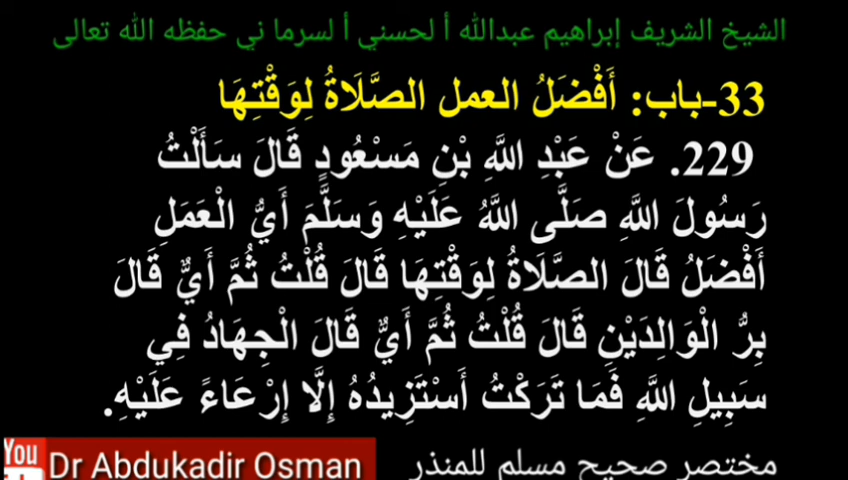 الشيخ الشريف إبراهيم عبدالله أ لحسني أ لسرما ني حفظه الله تعالى
33-باب: أَفْضَلُ العمل الصَّلَاةُ لِوَقْتِهَا
229. عَنْ عَبْدِ اللَّهِ بْنِ مَسْعُودٍ قَالَ سَأَلْتُ
رَسُولَ اللَّهِ صَلَّى اللَّهُ عَلَيْهِ وَسَلَّمَ أَيُّ الْعَمَلِ
أَفْضَلُ قَالَ الصَّلَاةُ لِوَقْتِهَا قَالَ قُلْتُ ثُمَّ أَيٌّ قَالَ
بِرُّ الْوَالِدَيْنِ قَالَ قُلْتُ ثُمَّ أَيٌّ قَالَ الْجِهَادُ فِي
سَبِيلِ اللَّهِ فَمَا تَرَكْتُ أَسْتَزِيدُهُ إِلَّا إِرْعَاءً عَلَيْهِ.
مختصر صحيح مسلم للمنذر
You
Dr Abdukadir Osman